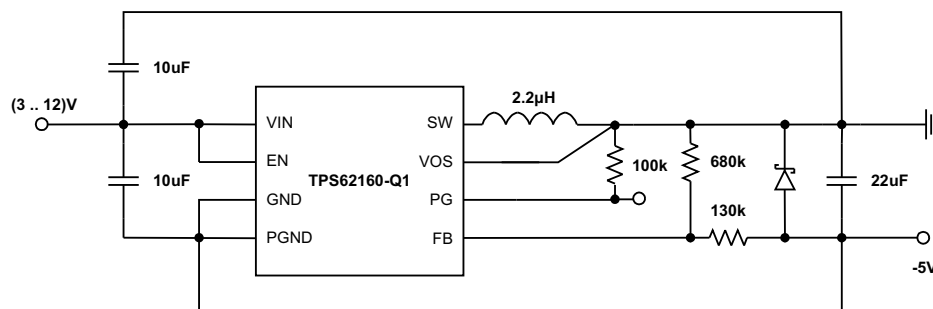 10uF
(3 .. 12)V
10uF
VIN
EN
GND
PGND
TPS62160-Q1
SW
VOS
PG
FB
2.2µH
100k
680k
130k
22uF
-5V